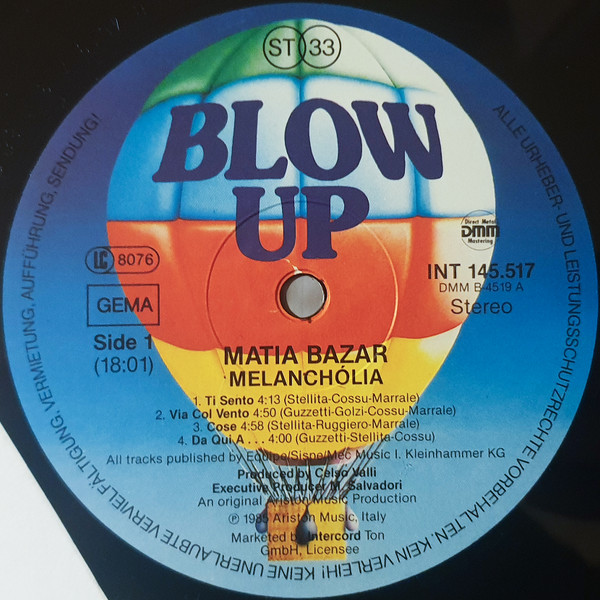 ST 33
BLOW
UP
Direct Metal
DMM
Mastering
LC 8076
GEMA
INT 145.517
DMM B-4519 A
Stereo
Side 1
(18:01)
MATIA BAZAR
MELANCHÓLIA
1. Ti Sento 4:13 (Stellita-Cossu-Marrale)
2. Via Col Vento 4:50 (Guzzetti-Golzi-Cossu-Marrale)
3. Cose 4:58 (Stellita-Ruggiero-Marrale)
4. Da Qui A . . . 4:00 (Guzzetti-Stellita-Cossu)
All tracks published by Equipe/Sispe/Mec Music I. Kleinhammer KG
Produced by Celso Valli
Executive Producer M. Salvadori
An original Ariston Music Production
℗ 1985 Ariston Music, Italy
Marketed by Intercord Ton
GmbH, Licensee
ALLE URHEBER- UND LEISTUNGSSCHUTZRECHTE VORBEHALTEN. KEIN VERLEIH! KEINE UNERLAUBTE VERVIELFÄLTIGUNG, VERMIETUNG, AUFFÜHRUNG, SENDUNG!